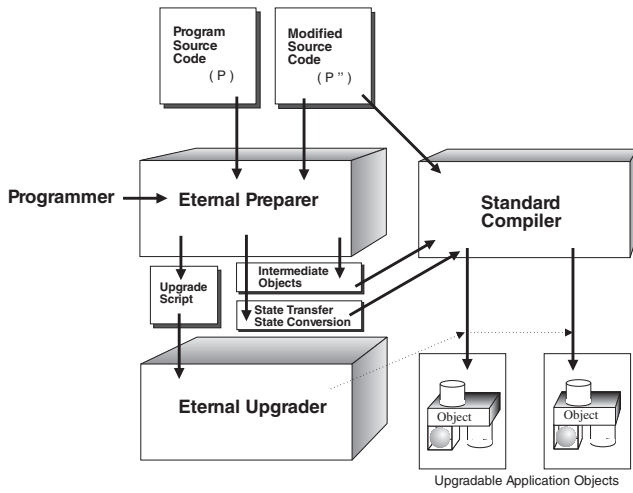 Program
Source
Code
( P )
Modified
Source
Code
( P " )
Programmer
Eternal Preparer
Standard
Compiler
Upgrade
Script
Intermediate
Objects
State Transfer
State Conversion
Eternal Upgrader
Object
Object
Upgradable Application Objects